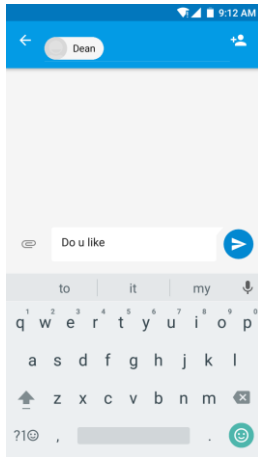 9:12 AM
Dean
Do u like
to it my
1 2 3 4 5 6 7 8 9 0
q w e r t y u i o p
a s d f g h j k l
z x c v b n m
?1☺ , .